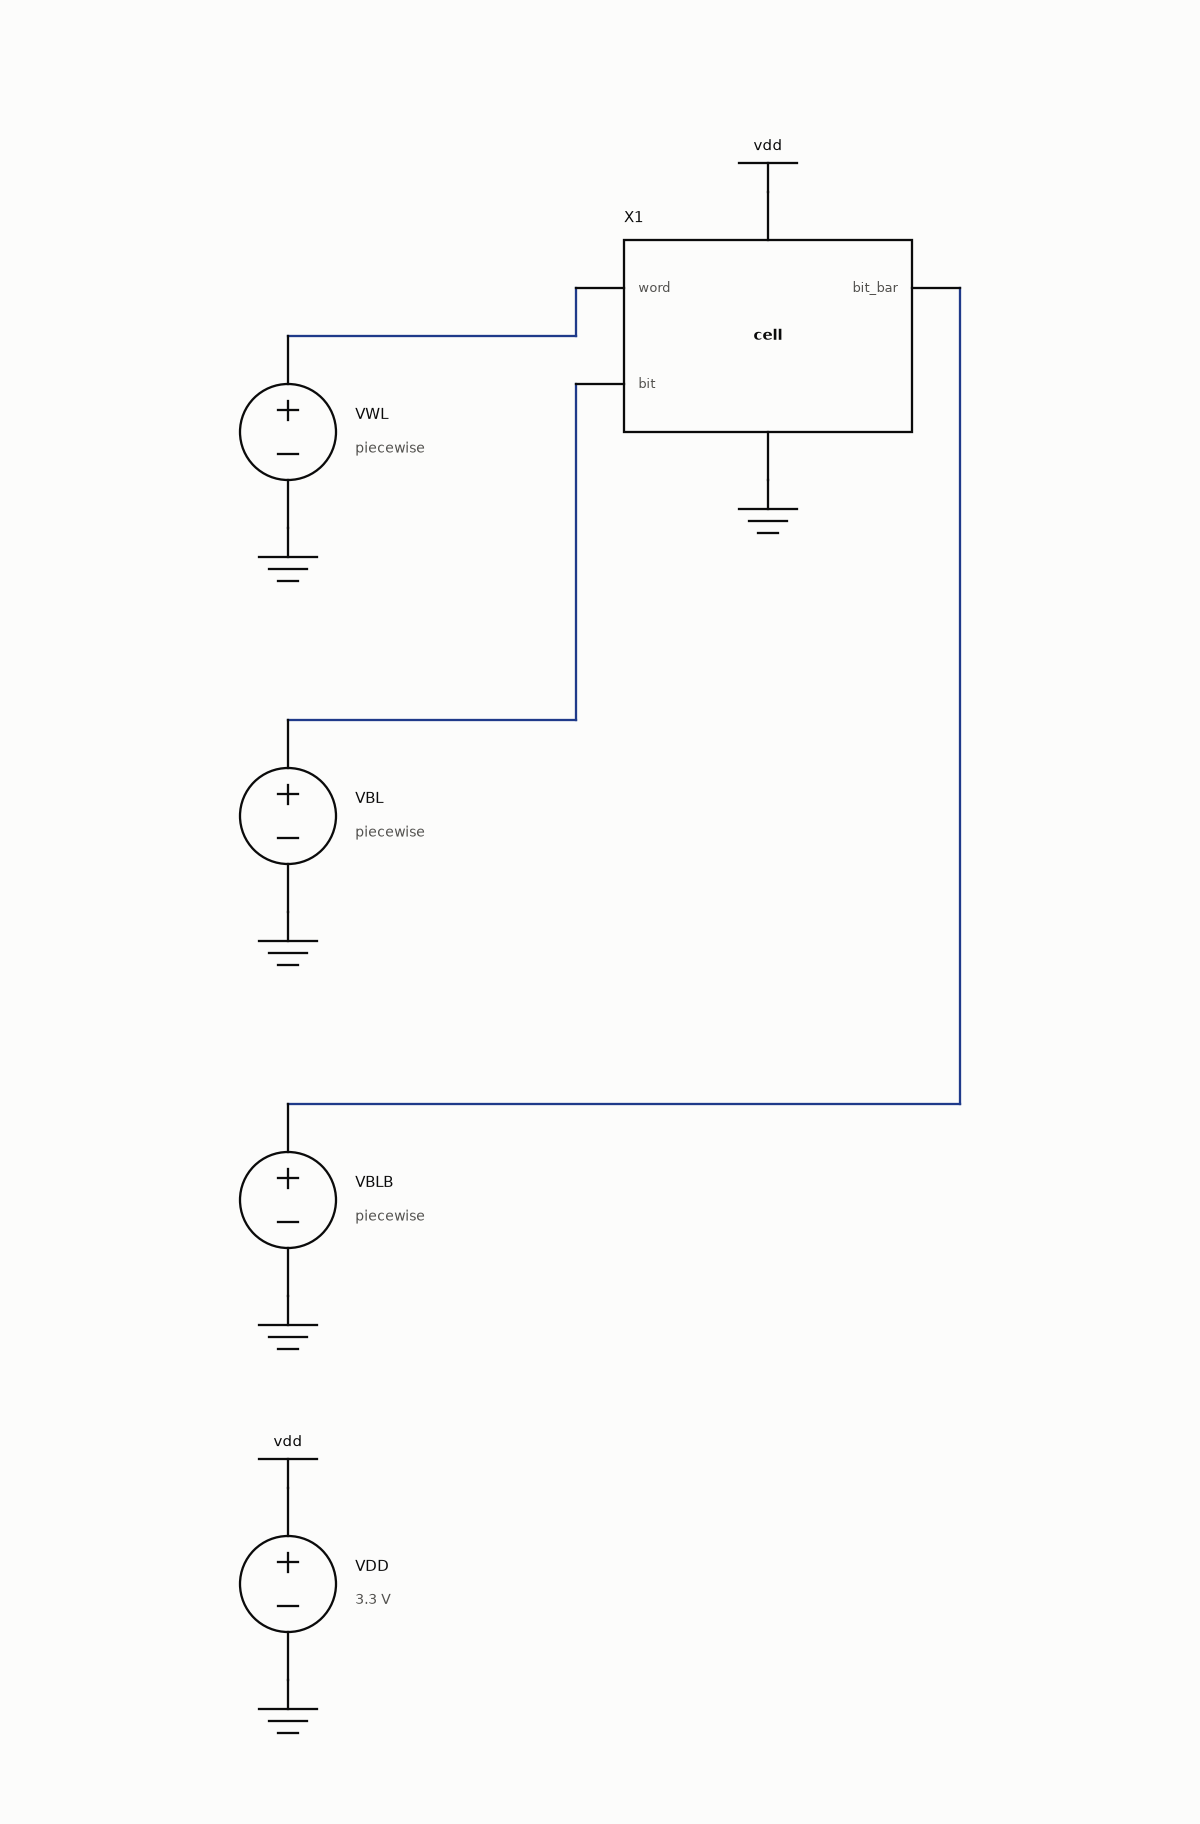 vdd
X1
word
bit_bar
cell
bit
VWL
piecewise
VBL
piecewise
VBLB
piecewise
vdd
VDD
3.3 V